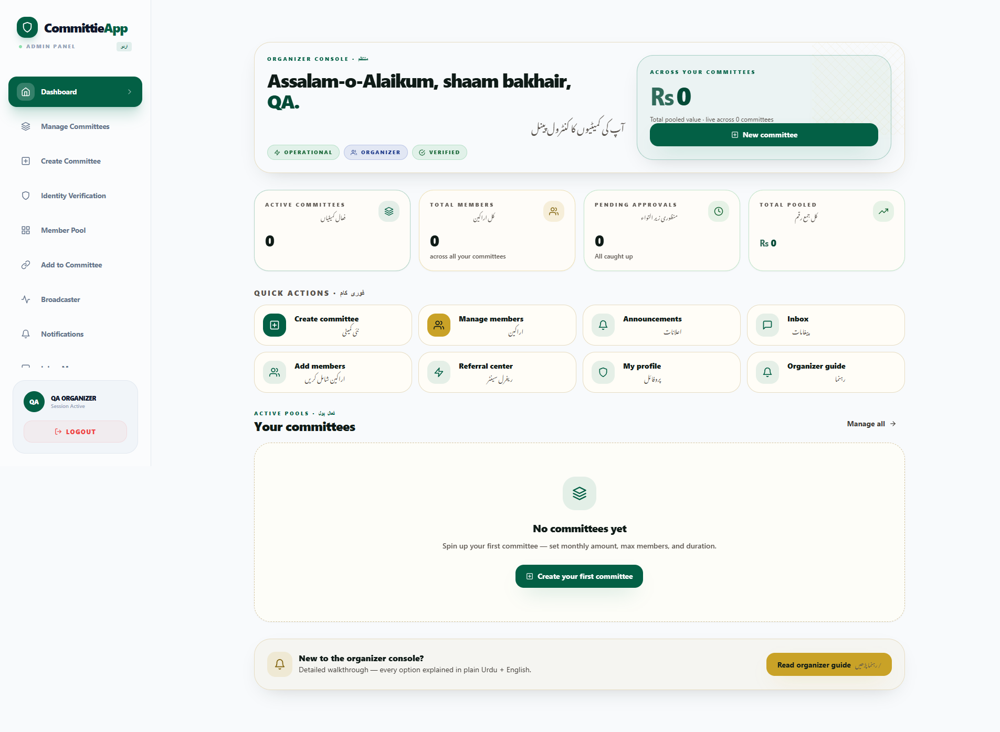 CommittieApp
ADMIN PANEL
اردو
Dashboard
Manage Committees
Create Committee
Identity Verification
Member Pool
Add to Committee
Broadcaster
Notifications
QA
QA ORGANIZER
Session Active
LOGOUT
ORGANIZER CONSOLE · منتظم
Assalam-o-Alaikum, shaam bakhair,
QA.
آپ کی کمیٹیوں کا کنٹرول پینل
OPERATIONAL
ORGANIZER
VERIFIED
ACROSS YOUR COMMITTEES
Rs 0
Total pooled value · live across 0 committees
New committee
ACTIVE COMMITTEES
فعال کمیٹیاں
0
TOTAL MEMBERS
کل اراکین
0
across all your committees
PENDING APPROVALS
منظوری زیر التواء
0
All caught up
TOTAL POOLED
کل جمع رقم
Rs 0
QUICK ACTIONS · فوری کام
Create committee
نئی کمیٹی
Manage members
اراکین
Announcements
اعلانات
Inbox
پیغامات
Add members
اراکین شامل کریں
Referral center
ریفرل سینٹر
My profile
پروفائل
Organizer guide
رہنما
ACTIVE POOLS · فعال پول
Your committees
Manage all
No committees yet
Spin up your first committee — set monthly amount, max members, and duration.
Create your first committee
New to the organizer console?
Detailed walkthrough — every option explained in plain Urdu + English.
Read organizer guide / رہنما پڑھیں